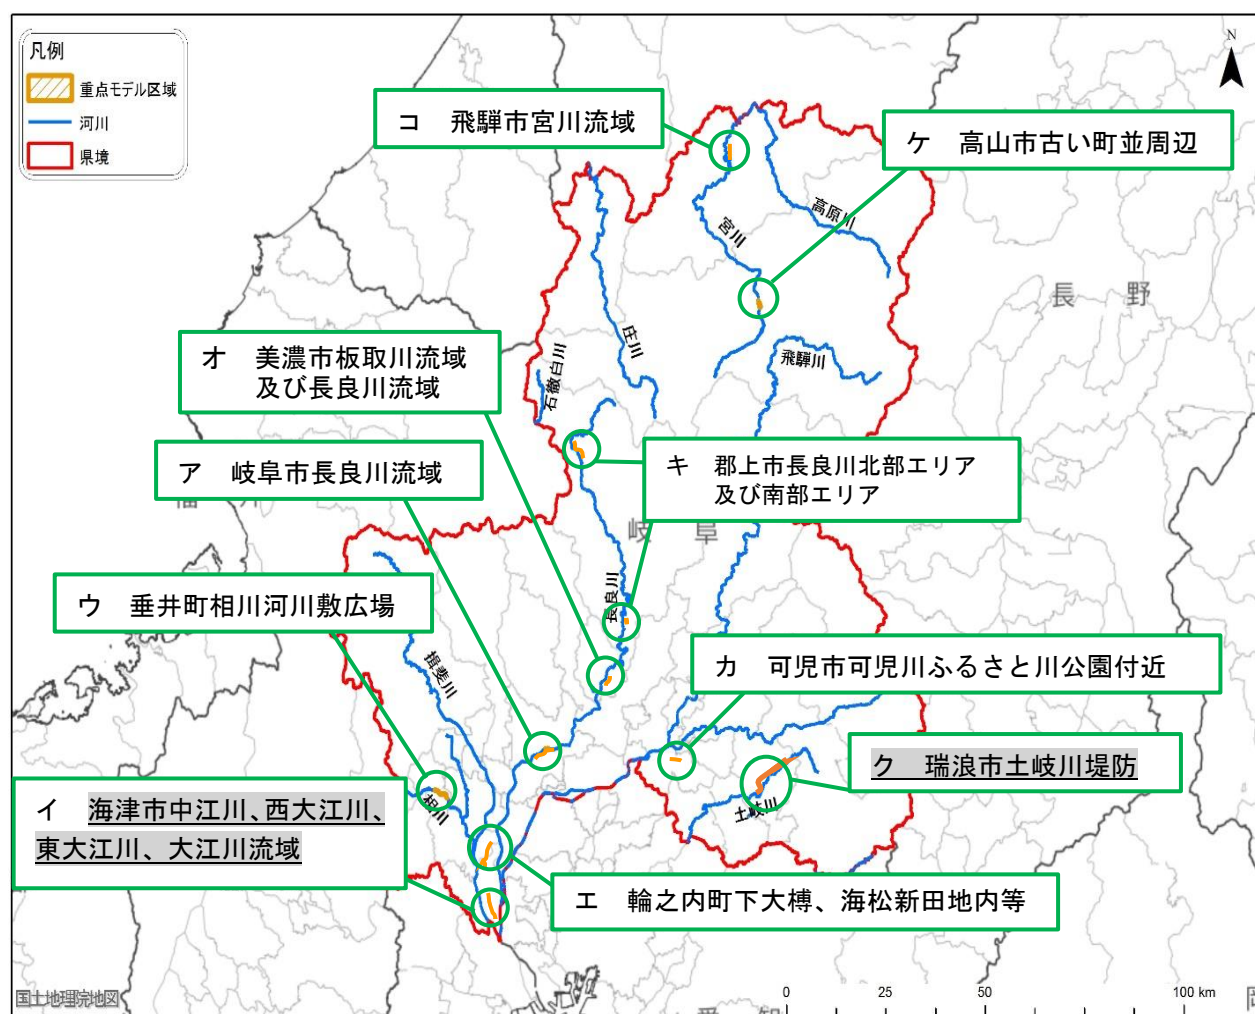 凡例
重点モデル区域
河川
県境
N
コ 飛騨市宮川流域
ケ 高山市古い町並周辺
高原川
宮川
長 野
オ 美濃市板取川流域
及び長良川流域
庄川
飛騨川
石徹白川
ア 岐阜市長良川流域
キ 郡上市長良川北部エリア
及び南部エリア
岐 阜
長良川
ウ 垂井町相川河川敷広場
揖斐川
カ 可児市可児川ふるさと川公園付近
ク 瑞浪市土岐川堤防
土岐川
相川
イ 海津市中江川、西大江川、
東大江川、大江川流域
エ 輪之内町下大榑、海松新田地内等
国土地理院地図
0 25 50 100 km